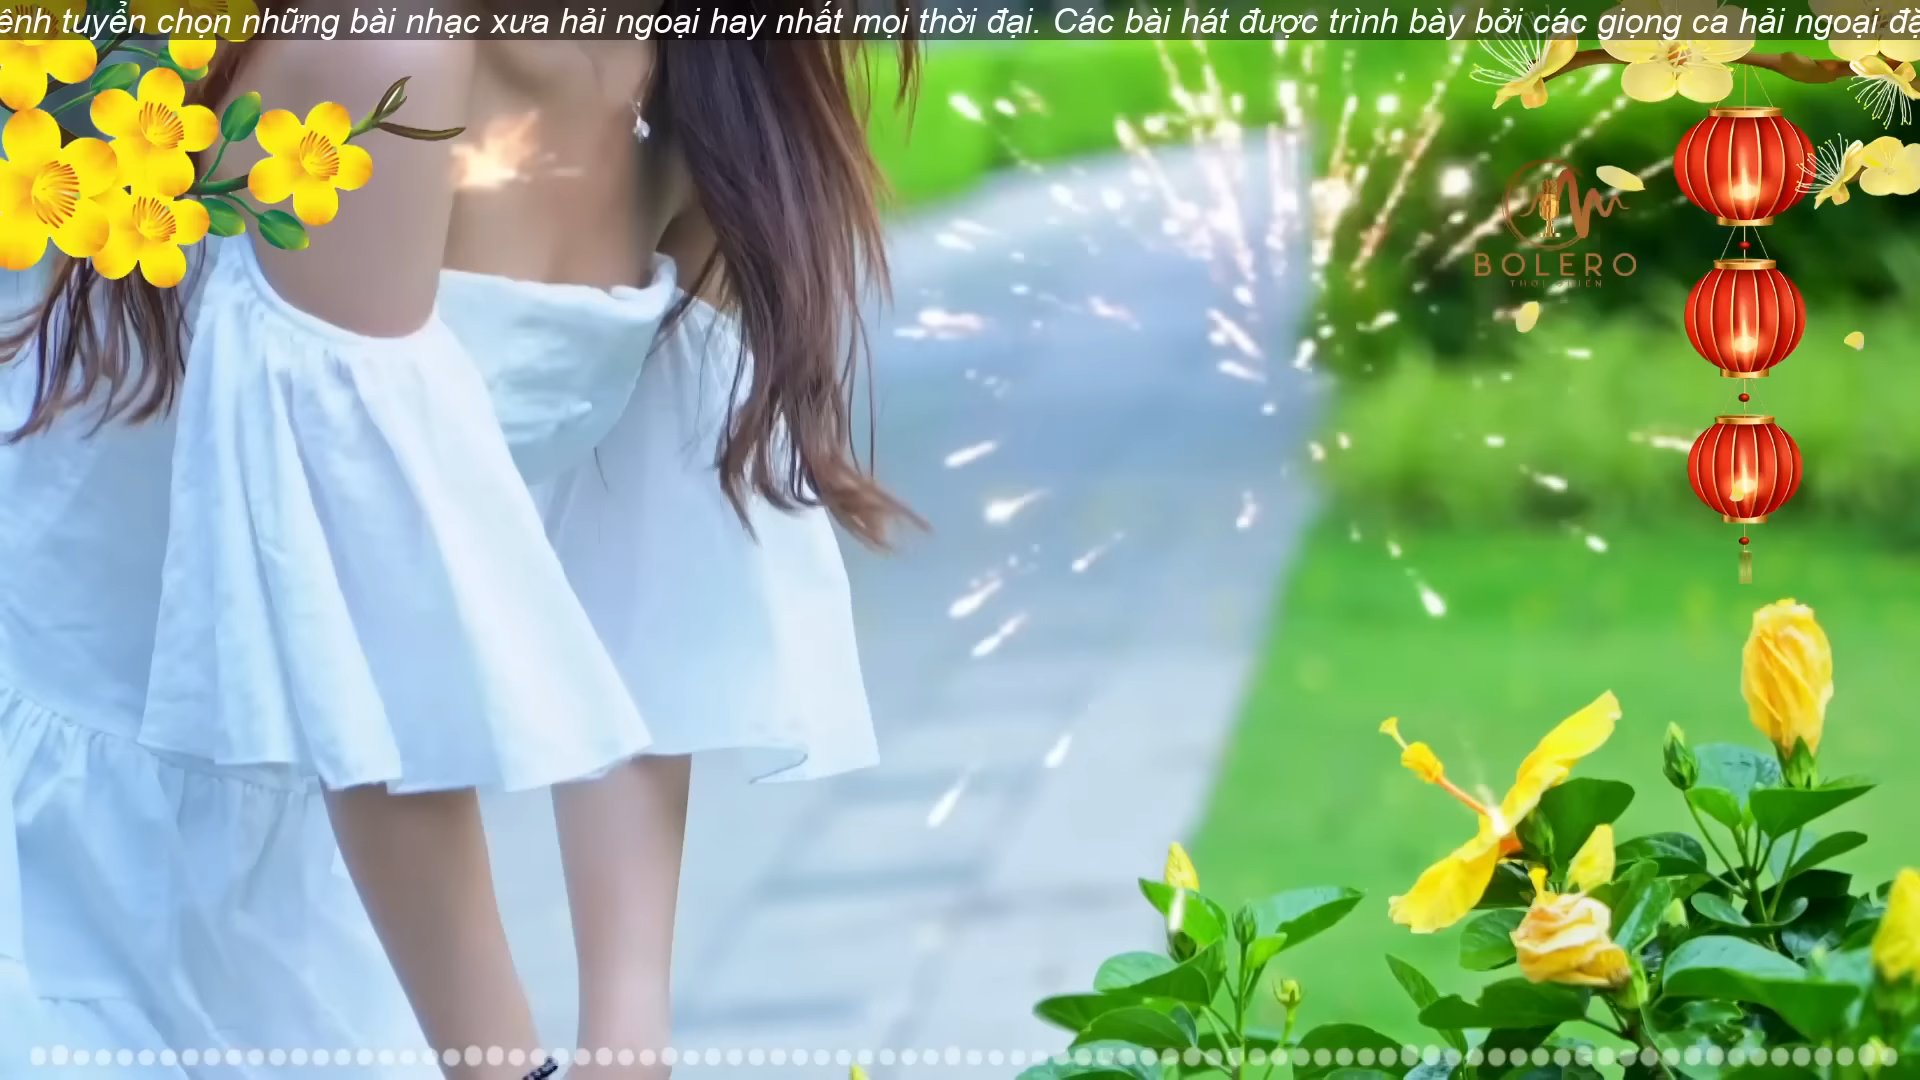 ênh tuyển chọn những bài nhạc xưa hải ngoại hay nhất mọi thời đại. Các bài hát được trình bày bởi các giọng ca hải ngoại đặ
BOLERO